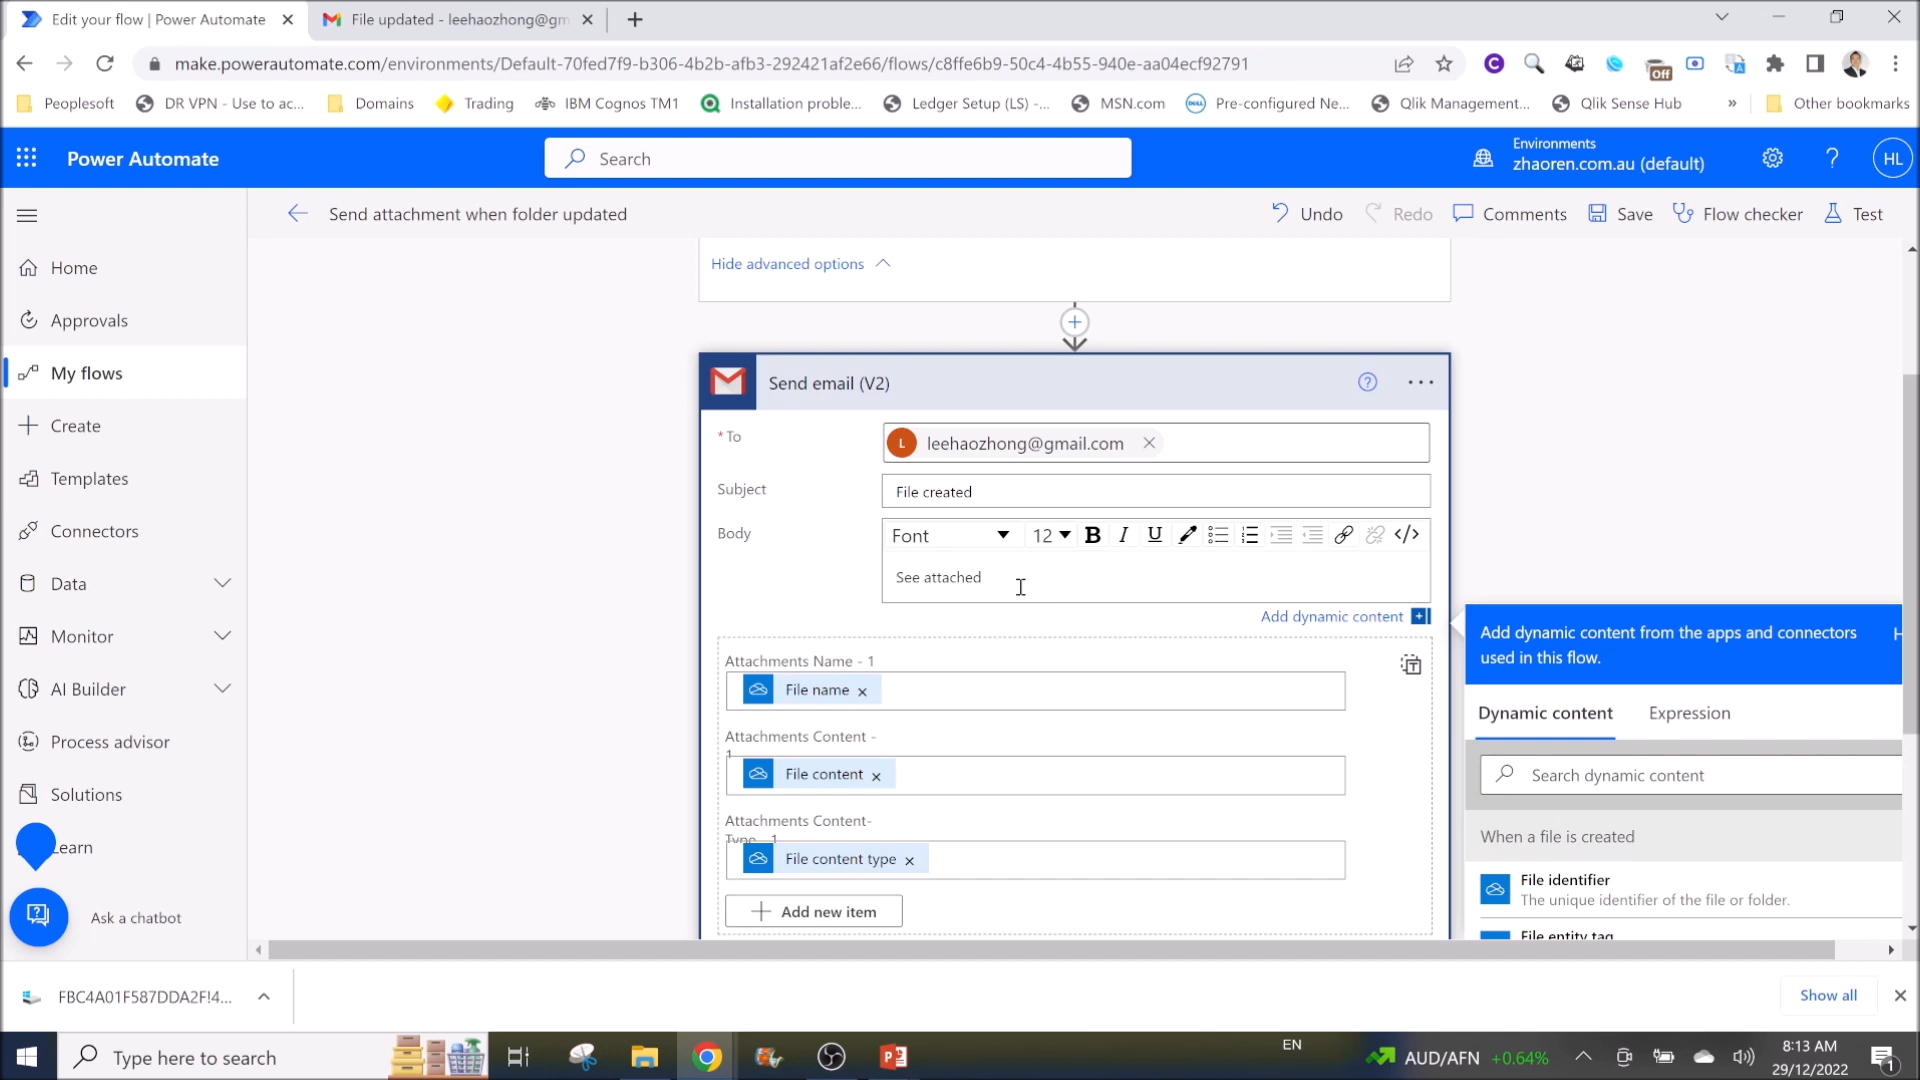 Edit your flow | Power Automate
File updated - leehaozhong@gm
make.powerautomate.com/environments/Default-70fed7f9-b306-4b2b-afb3-292421af2e66/flows/c8ffe6b9-50c4-4b55-940e-aa04ecf92791
Off
Peoplesoft
DR VPN - Use to ac...
Domains
Trading
IBM Cognos TM1
Installation proble...
Ledger Setup (LS) -...
MSN.com
Pre-configured Ne...
Qlik Management...
Qlik Sense Hub
»
Other bookmarks
Power Automate
Search
Environments
zhaoren.com.au (default)
HL
Send attachment when folder updated
Undo
Redo
Comments
Save
Flow checker
Test
Home
Approvals
My flows
Create
Templates
Connectors
Data
Monitor
AI Builder
Process advisor
Solutions
earn
Ask a chatbot
Hide advanced options
Send email (V2)
* To
L leehaozhong@gmail.com
Subject
File created
Body
Font 12 B I U </>
See attached
Add dynamic content
Attachments Name - 1
File name
Attachments Content -
1
File content
Attachments Content-
Type - 1
File content type
Add new item
Add dynamic content from the apps and connectors
used in this flow.
H
Dynamic content
Expression
Search dynamic content
When a file is created
File identifier
The unique identifier of the file or folder.
File entity tag
FBC4A01F587DDA2F!4...
Show all
Type here to search
EN
AUD/AFN +0.64%
8:13 AM
29/12/2022
1